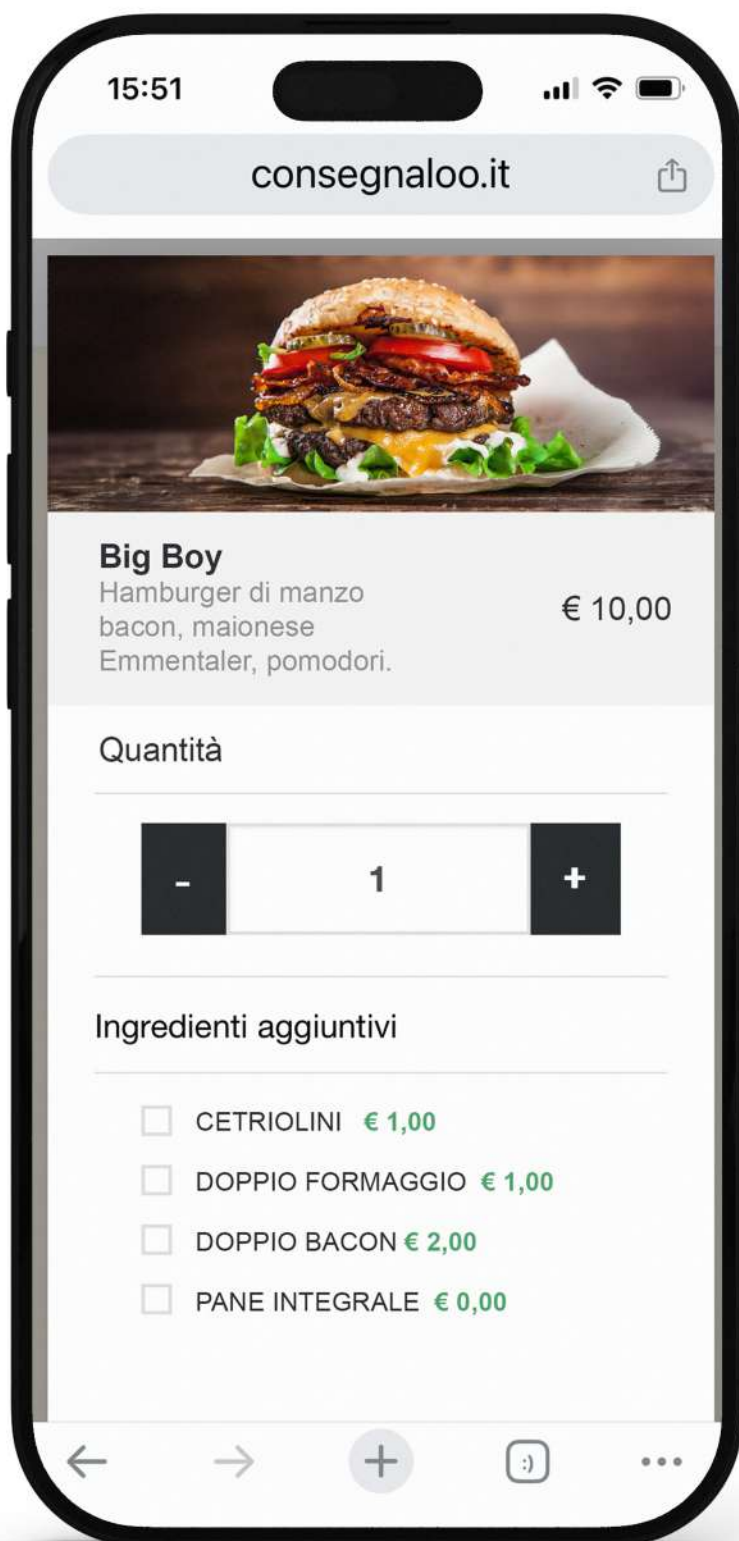 15:51
consegnaloo.it
Big Boy
Hamburger di manzo
bacon, maionese
Emmentaler, pomodori.
€ 10,00
Quantità
- 1 +
Ingredienti aggiuntivi
CETRIOLINI € 1,00
DOPPIO FORMAGGIO € 1,00
DOPPIO BACON € 2,00
PANE INTEGRALE € 0,00
:)